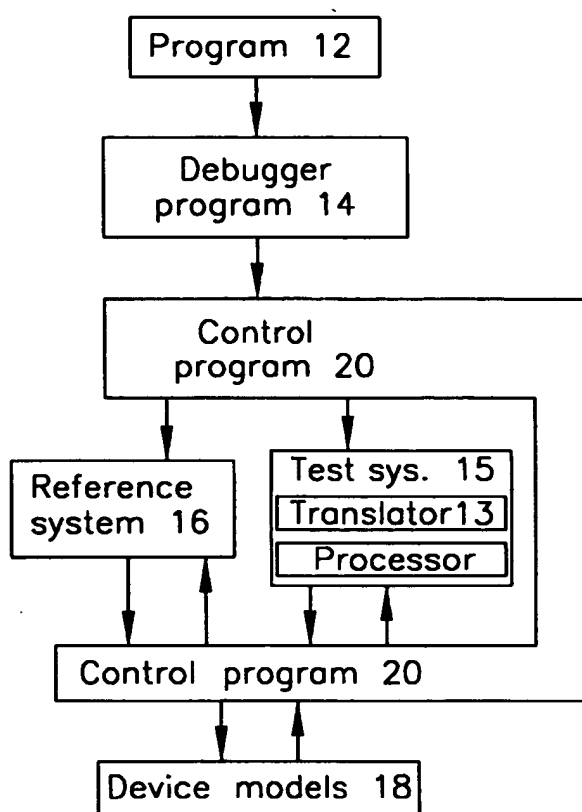 Program 12
Debugger
program 14
Control
program 20
Reference
system 16
Test sys. 15
Translator13
Processor
Control program 20
Device models 18